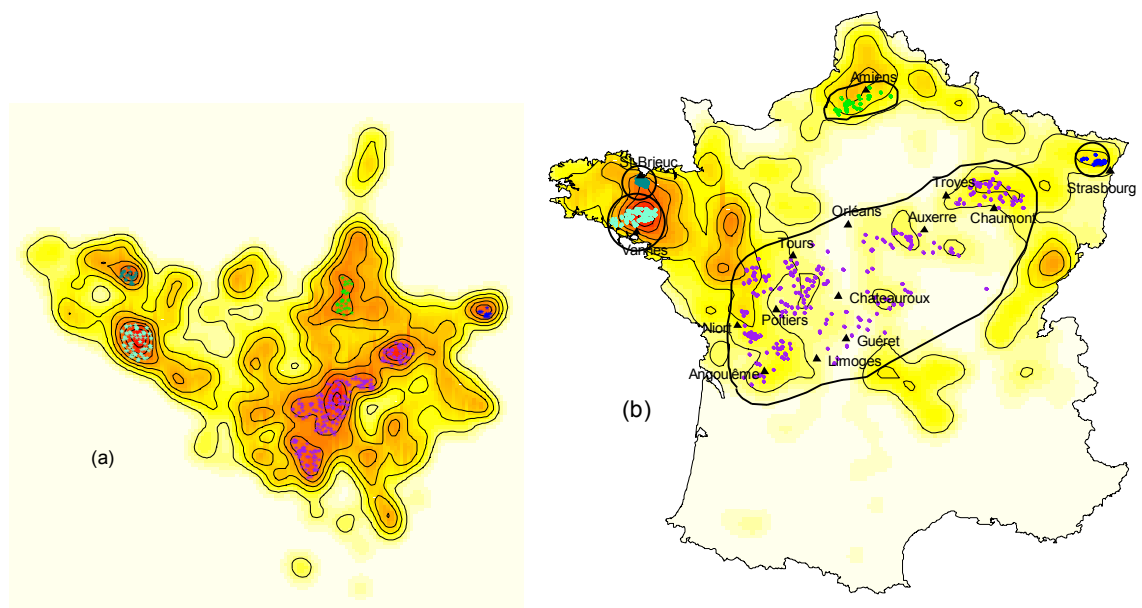 Amiens
St-Brieuc
Strasbourg
Troyes
Chaumont
Orléans
Auxerre
Vannes
Tours
Chateauroux
Niort
Poitiers
Guéret
Limoges
Angoulême
(b)
(a)